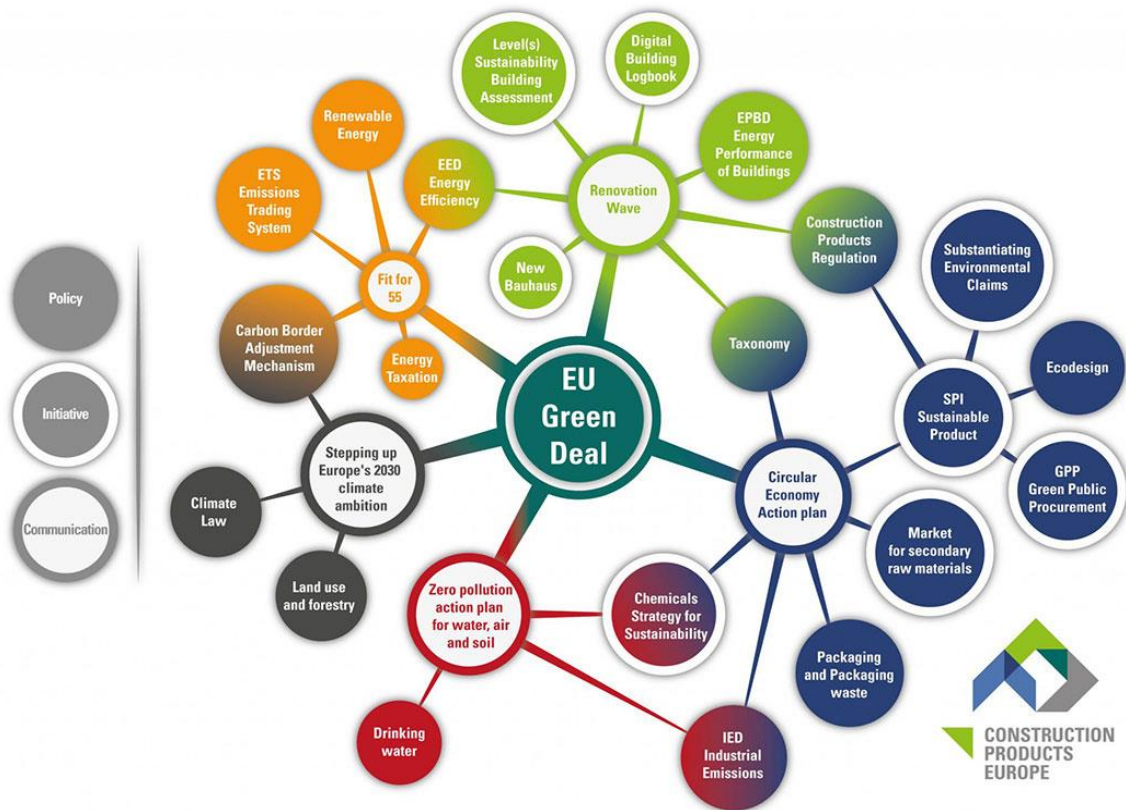 Level(s)
Sustainability
Building
Assessment
Digital
Building
Logbook
Renewable
Energy
EPBD
Energy
Performance
of Buildings
ETS
Emissions
Trading
System
EED
Energy
Efficiency
Renovation
Wave
Construction
Products
Regulation
Substantiating
Environmental
Claims
New
Bauhaus
Fit for
55
Policy
Carbon Border
Adjustment
Mechanism
Energy
Taxation
Taxonomy
EU
Green
Deal
Ecodesign
SPI
Sustainable
Product
Initiative
Stepping up
Europe's 2030
climate
ambition
Circular
Economy
Action plan
GPP
Green Public
Procurement
Climate
Law
Communication
Market
for secondary
raw materials
Land use
and forestry
Zero pollution
action plan
for water, air
and soil
Chemicals
Strategy for
Sustainability
Packaging
and Packaging
waste
Drinking
water
IED
Industrial
Emissions
CONSTRUCTION
PRODUCTS
EUROPE